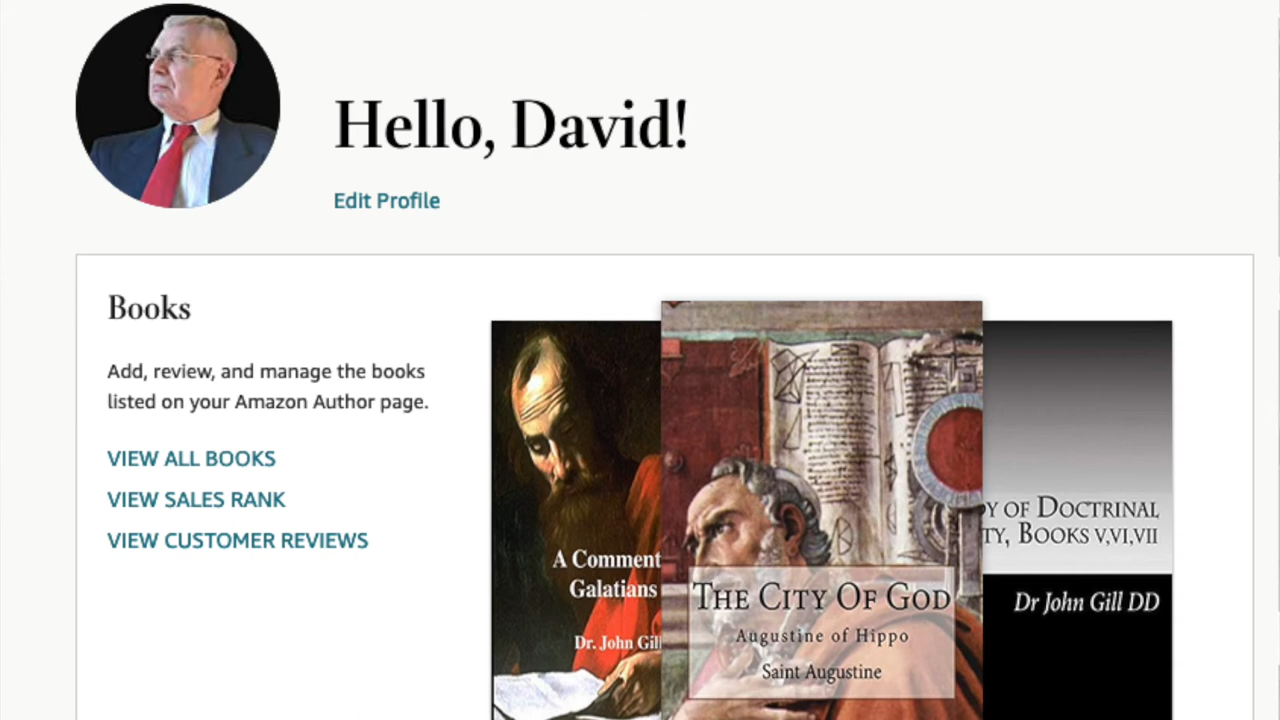 Hello, David!
Edit Profile
Books
Add, review, and manage the books
listed on your Amazon Author page.
VIEW ALL BOOKS
VIEW SALES RANK
VIEW CUSTOMER REVIEWS
A Comment
Galatians
Dr. John Gill
THE CITY OF GOD
Augustine of Hippo
Saint Augustine
OF DOCTRINAL
BOOKS V,VI,VII
Dr John Gill DD